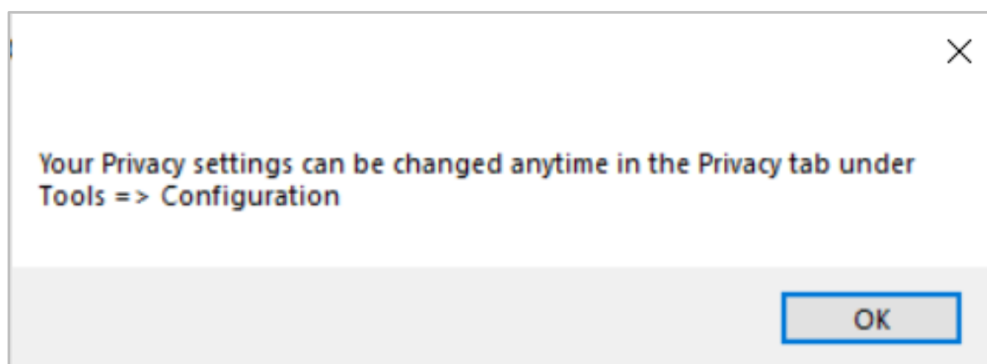 Your Privacy settings can be changed anytime in the Privacy tab under
Tools => Configuration
OK